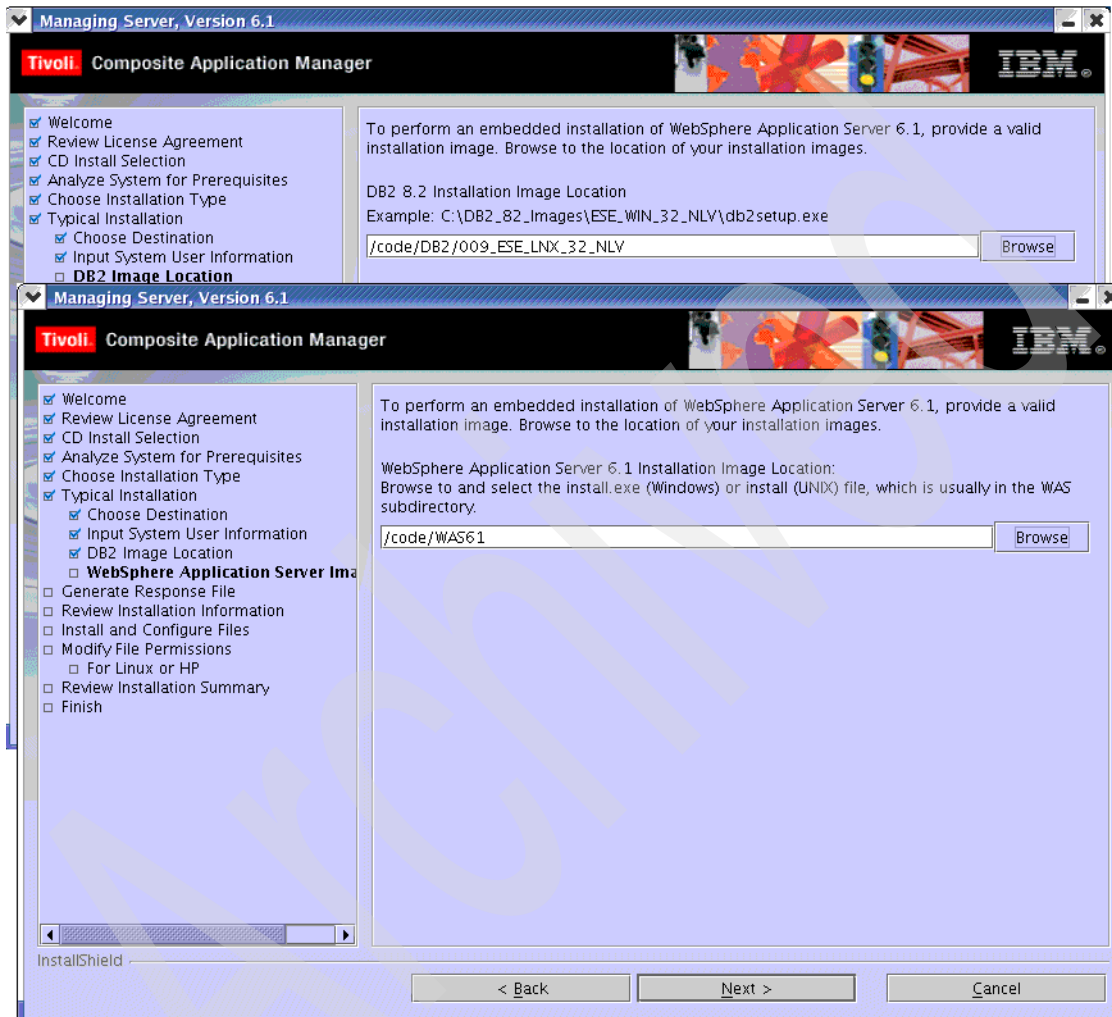 Managing Server, Version 6.1
Tivoli. Composite Application Manager
IBM®
Welcome
Review License Agreement
CD Install Selection
Analyze System for Prerequisites
Choose Installation Type
Typical Installation
Choose Destination
Input System User Information
DB2 Image Location
To perform an embedded installation of WebSphere Application Server 6.1, provide a valid
installation image. Browse to the location of your installation images.
DB2 8.2 Installation Image Location
Example: C:\DB2_82_Images\ESE_WIN_32_NLV\db2setup.exe
/code/DB2/009_ESE_LNX_32_NLV
Browse
Managing Server, Version 6.1
Tivoli. Composite Application Manager
IBM®
Welcome
Review License Agreement
CD Install Selection
Analyze System for Prerequisites
Choose Installation Type
Typical Installation
Choose Destination
Input System User Information
DB2 Image Location
WebSphere Application Server Ima
Generate Response File
Review Installation Information
Install and Configure Files
Modify File Permissions
For Linux or HP
Review Installation Summary
Finish
To perform an embedded installation of WebSphere Application Server 6.1, provide a valid
installation image. Browse to the location of your installation images.
WebSphere Application Server 6.1 Installation Image Location:
Browse to and select the install.exe (Windows) or install (UNIX) file, which is usually in the WAS
subdirectory.
/code/WAS61
Browse
InstallShield
< Back
Next >
Cancel
Archived